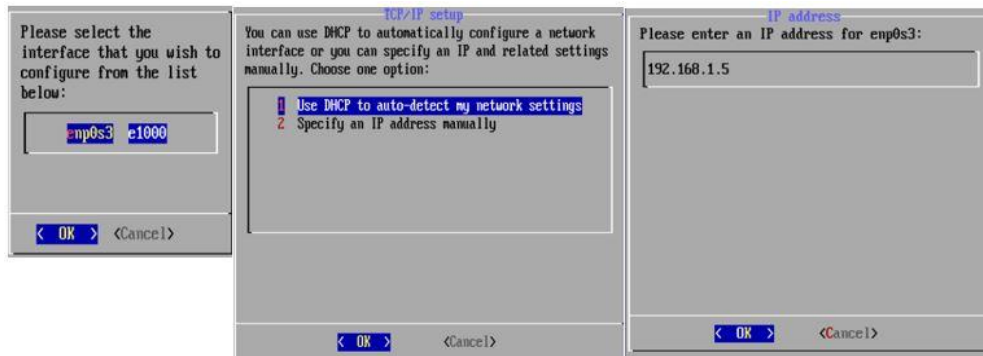 Please select the
interface that you wish to
configure from the list
below:
enp0s3 e1000
< OK > <Cancel>
TCP/IP setup
You can use DHCP to automatically configure a network
interface or you can specify an IP and related settings
manually. Choose one option:
1 Use DHCP to auto-detect my network settings
2 Specify an IP address manually
< OK > <Cancel>
IP address
Please enter an IP address for enp0s3:
192.168.1.5
< OK > <Cancel>